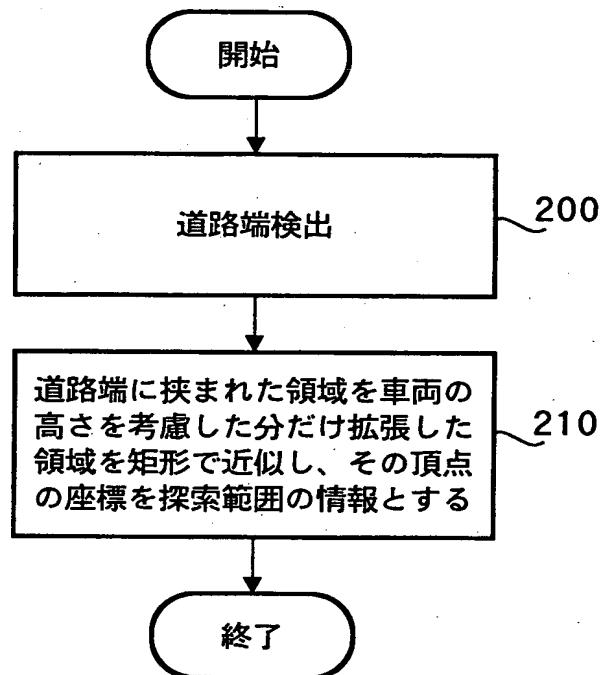 開始
道路端検出
200
道路端に挟まれた領域を車両の
高さを考慮した分だけ拡張した
領域を矩形で近似し、その頂点
の座標を探索範囲の情報とする
210
終了